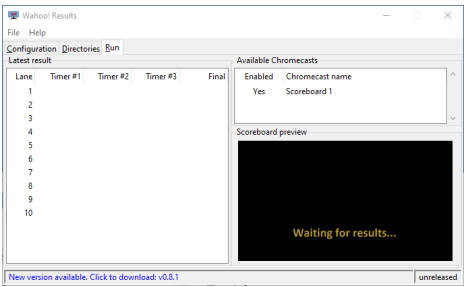 Wahoo! Results
File Help
Configuration Directories Run
Latest result
Lane Timer #1 Timer #2 Timer #3 Final
1
2
3
4
5
6
7
8
9
10
Available Chromecasts
Enabled Chromecast name
Yes Scoreboard 1
Scoreboard preview
Waiting for results...
New version available. Click to download: v0.8.1
unreleased